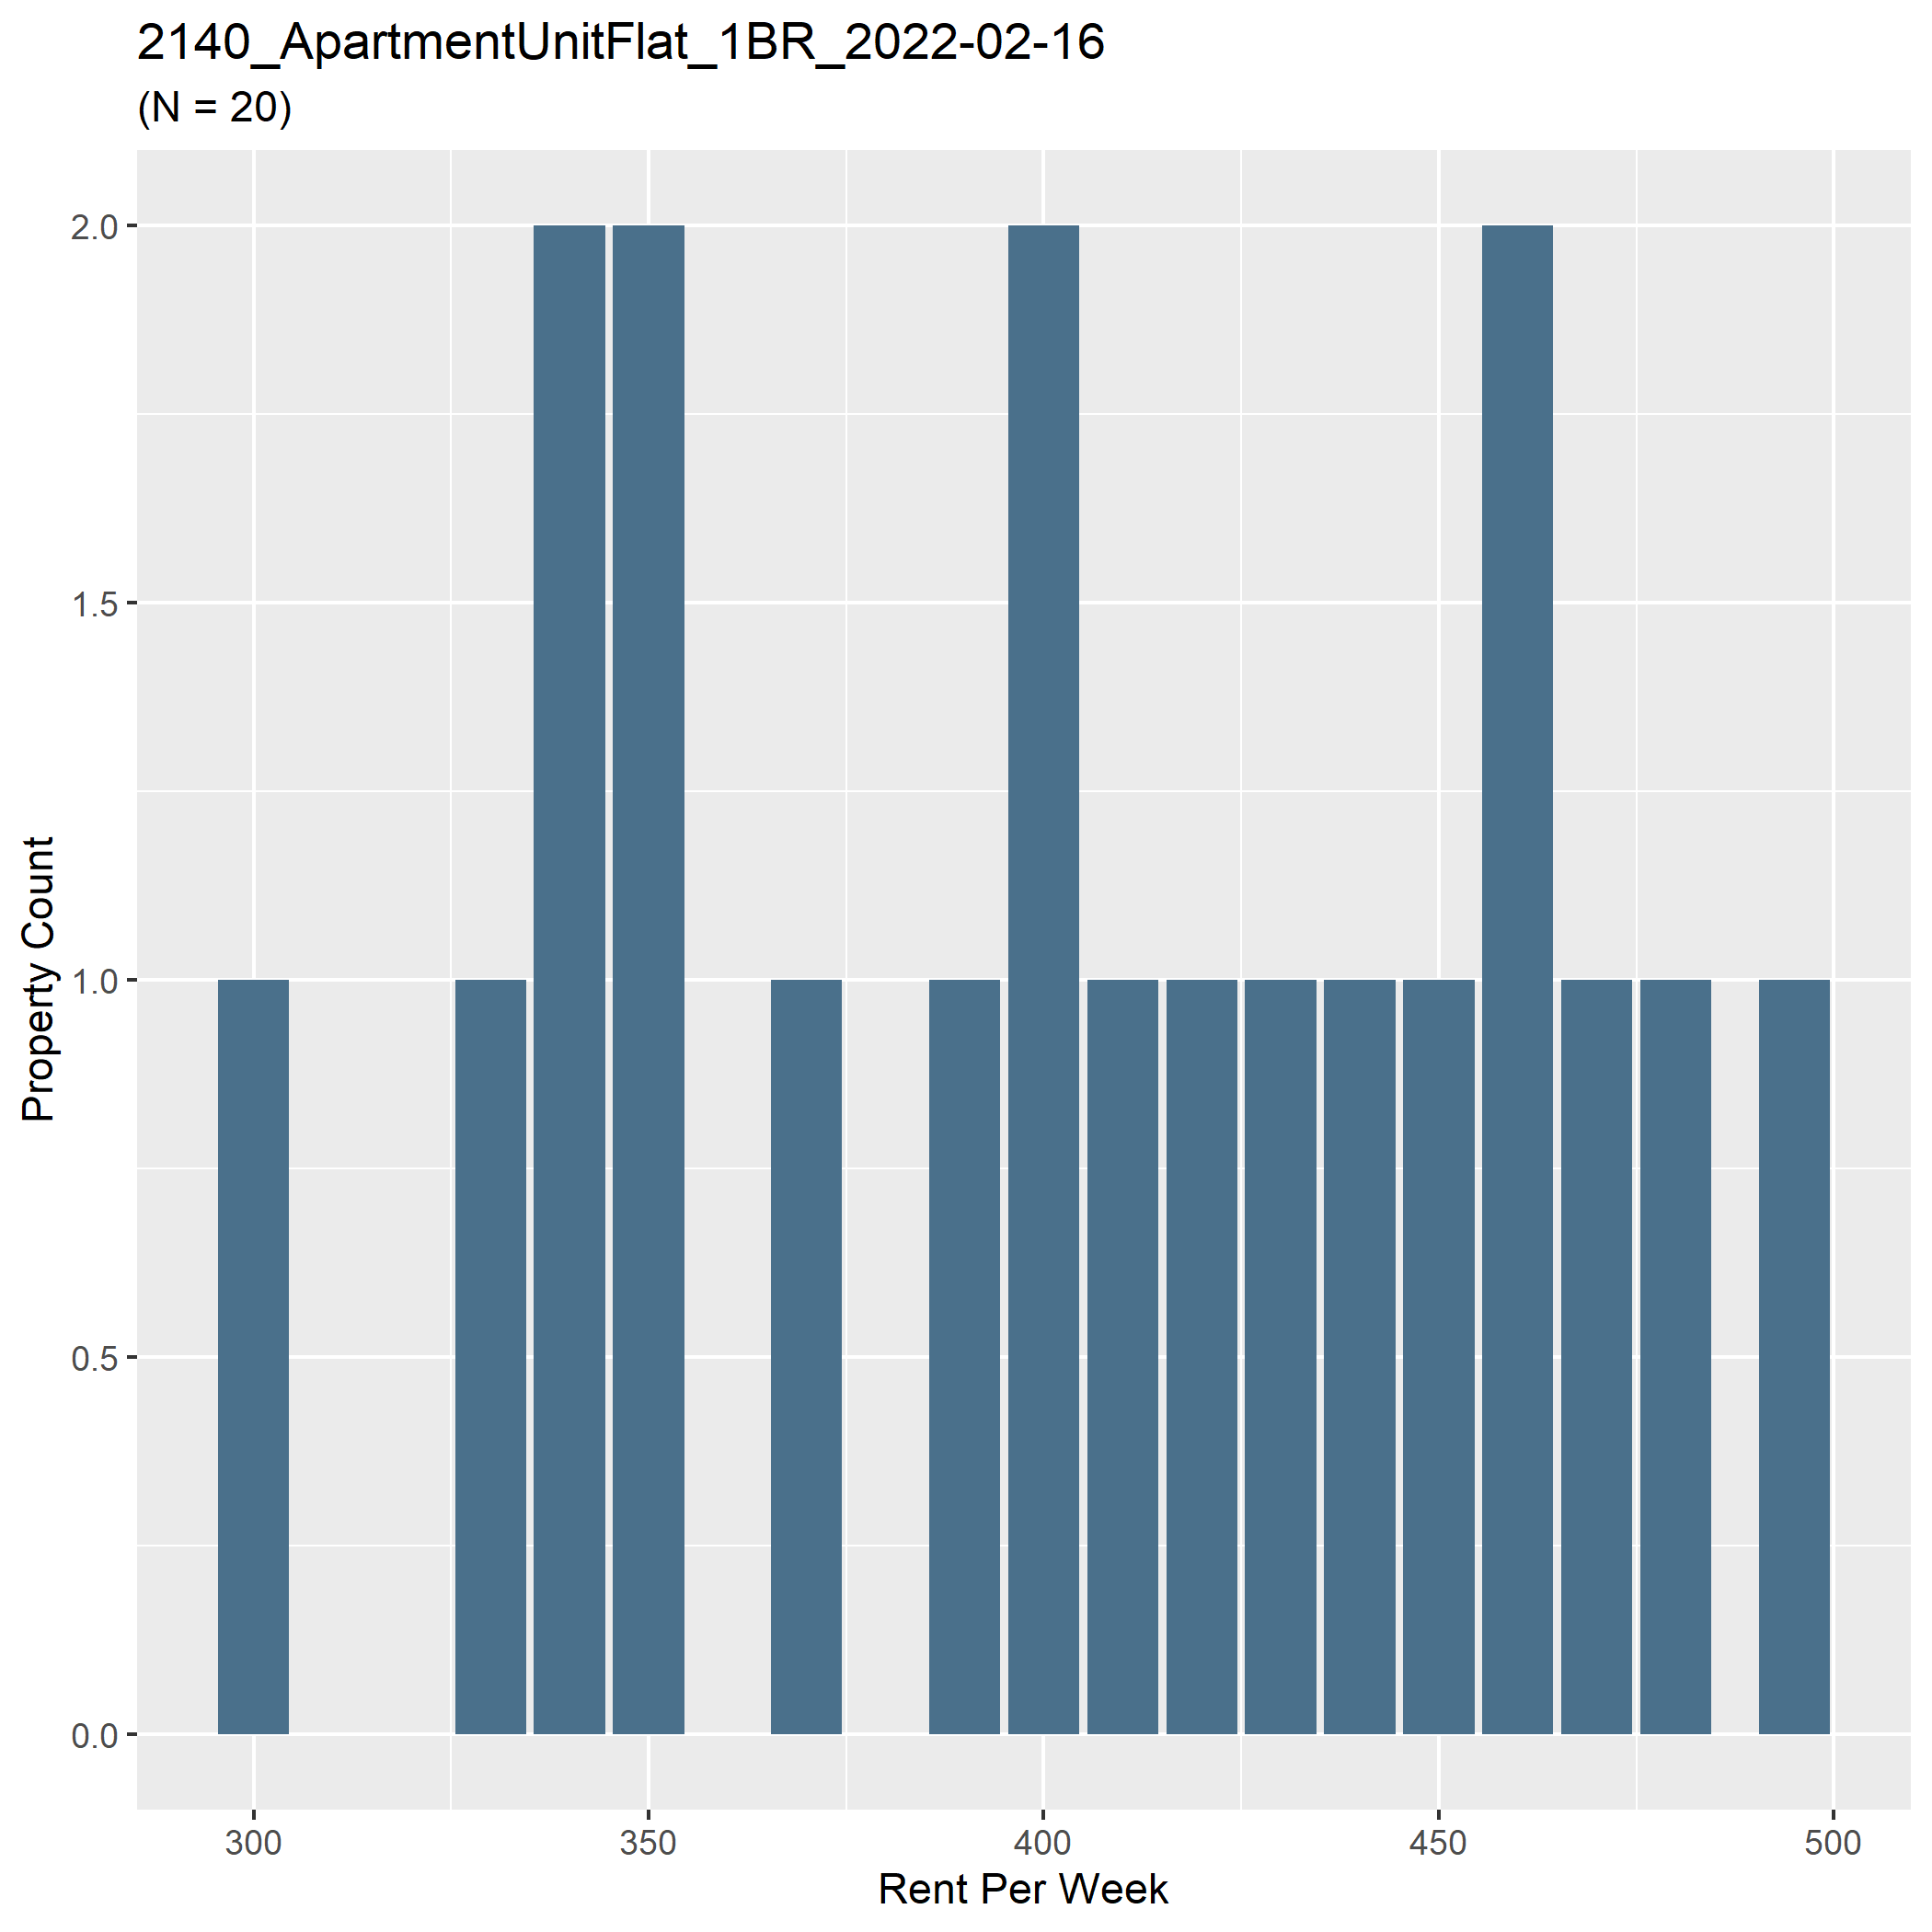 2140_ApartmentUnitFlat_1BR_2022-02-16
(N = 20)
Property Count
2.0
1.5
1.0
0.5
0.0
300 350 400 450 500
Rent Per Week